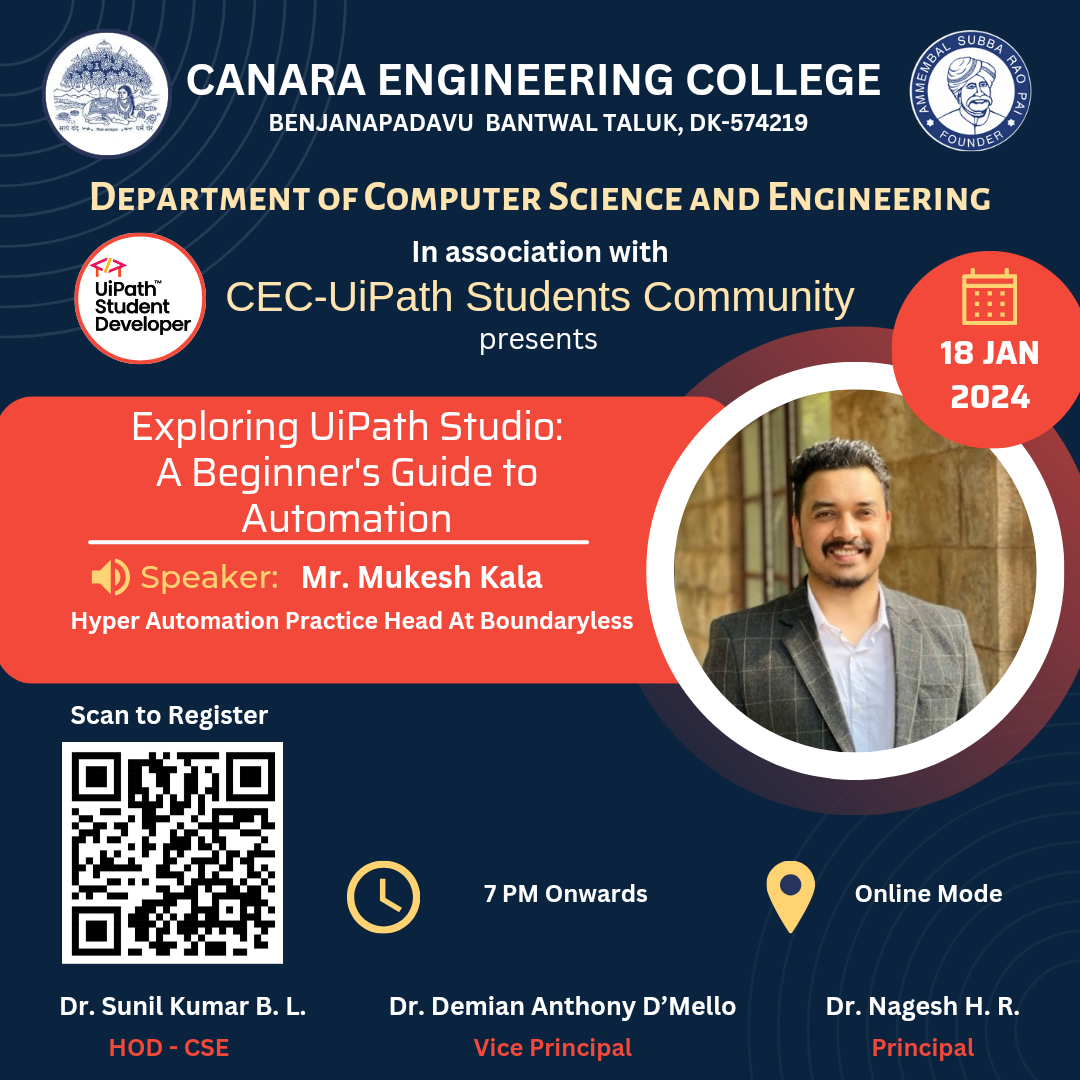 CANARA ENGINEERING COLLEGE
BENJANAPADAVU BANTWAL TALUK, DK-574219
AMMEMBAL SUBBA RAO PAI
FOUNDER
DEPARTMENT OF COMPUTER SCIENCE AND ENGINEERING
In association with
UiPath™
Student
Developer
CEC-UiPath Students Community
presents
18 JAN
2024
Exploring UiPath Studio:
A Beginner's Guide to
Automation
Speaker: Mr. Mukesh Kala
Hyper Automation Practice Head At Boundaryless
Scan to Register
7 PM Onwards
Online Mode
Dr. Sunil Kumar B. L.
HOD - CSE
Dr. Demian Anthony D’Mello
Vice Principal
Dr. Nagesh H. R.
Principal